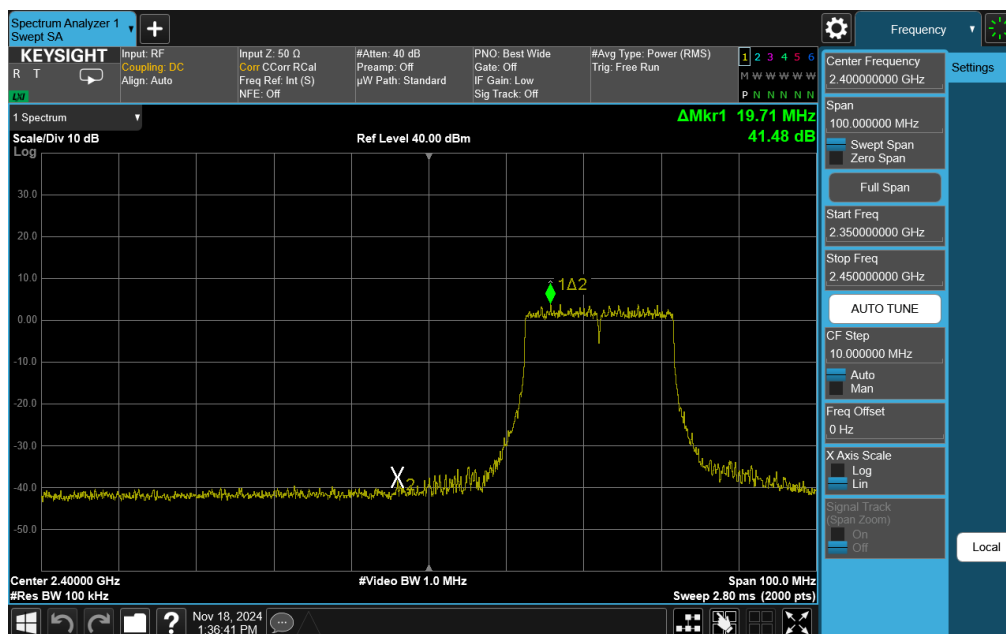 Spectrum Analyzer 1
Swept SA
Frequency
KEYSIGHT
R T
LXI
Input: RF
Coupling: DC
Align: Auto
Input Z: 50 Ω
Corr CCorr RCal
Freq Ref: Int (S)
NFE: Off
#Atten: 40 dB
Preamp: Off
µW Path: Standard
PNO: Best Wide
Gate: Off
IF Gain: Low
Sig Track: Off
#Avg Type: Power (RMS)
Trig: Free Run
1 2 3 4 5 6
M W W W W W
P N N N N N
1 Spectrum
Scale/Div 10 dB
Log
Ref Level 40.00 dBm
ΔMkr1 19.71 MHz
41.48 dB
30.0
20.0
10.0
1Δ2
0.00
-10.0
-20.0
-30.0
-40.0
X2
-50.0
Center 2.40000 GHz
#Video BW 1.0 MHz
Span 100.0 MHz
#Res BW 100 kHz
Sweep 2.80 ms (2000 pts)
Center Frequency
2.400000000 GHz
Span
100.000000 MHz
Swept Span
Zero Span
Full Span
Start Freq
2.350000000 GHz
Stop Freq
2.450000000 GHz
AUTO TUNE
CF Step
10.000000 MHz
Auto
Man
Freq Offset
0 Hz
X Axis Scale
Log
Lin
Signal Track
(Span Zoom)
On
Off
Settings
Local
?
Nov 18, 2024
1:36:41 PM